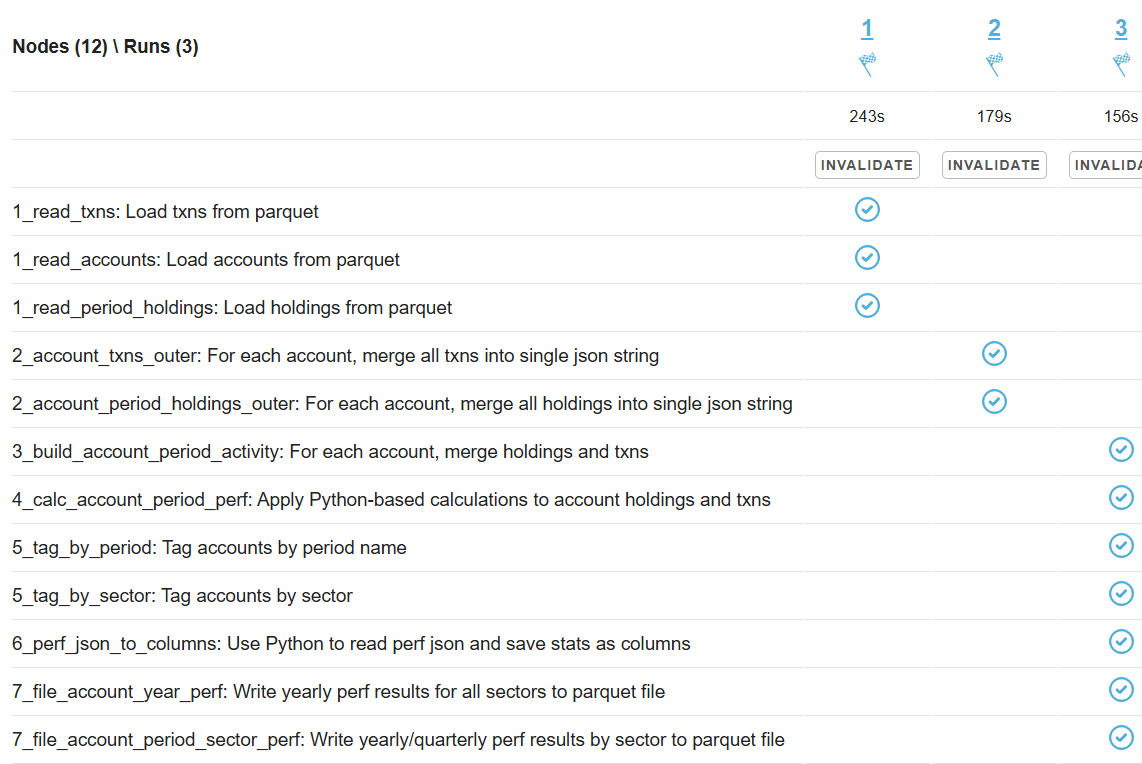 Nodes (12) \ Runs (3) 1 2 3
243s 179s 156s
INVALIDATE INVALIDATE INVALIDA
1_read_txns: Load txns from parquet
1_read_accounts: Load accounts from parquet
1_read_period_holdings: Load holdings from parquet
2_account_txns_outer: For each account, merge all txns into single json string
2_account_period_holdings_outer: For each account, merge all holdings into single json string
3_build_account_period_activity: For each account, merge holdings and txns
4_calc_account_period_perf: Apply Python-based calculations to account holdings and txns
5_tag_by_period: Tag accounts by period name
5_tag_by_sector: Tag accounts by sector
6_perf_json_to_columns: Use Python to read perf json and save stats as columns
7_file_account_year_perf: Write yearly perf results for all sectors to parquet file
7_file_account_period_sector_perf: Write yearly/quarterly perf results by sector to parquet file